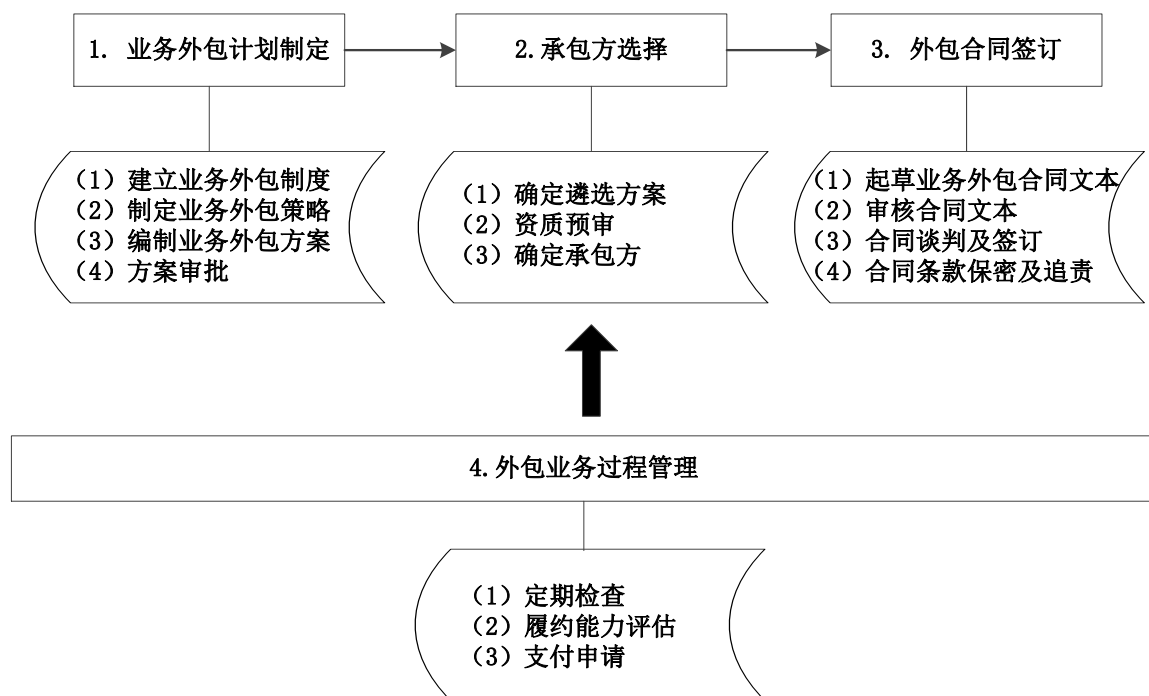 1. 业务外包计划制定
2.承包方选择
3. 外包合同签订
（1）建立业务外包制度
（2）制定业务外包策略
（3）编制业务外包方案
（4）方案审批
（1）确定遴选方案
（2）资质预审
（3）确定承包方
（1）起草业务外包合同文本
（2）审核合同文本
（3）合同谈判及签订
（4）合同条款保密及追责
4.外包业务过程管理
（1）定期检查
（2）履约能力评估
（3）支付申请